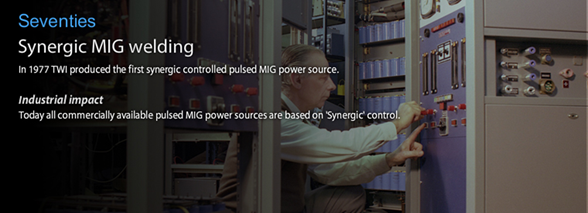 Seventies
Synergic MIG welding
In 1977 TWI produced the first synergic controlled pulsed MIG power source.
Industrial impact
Today all commercially available pulsed MIG power sources are based on 'Synergic' control.